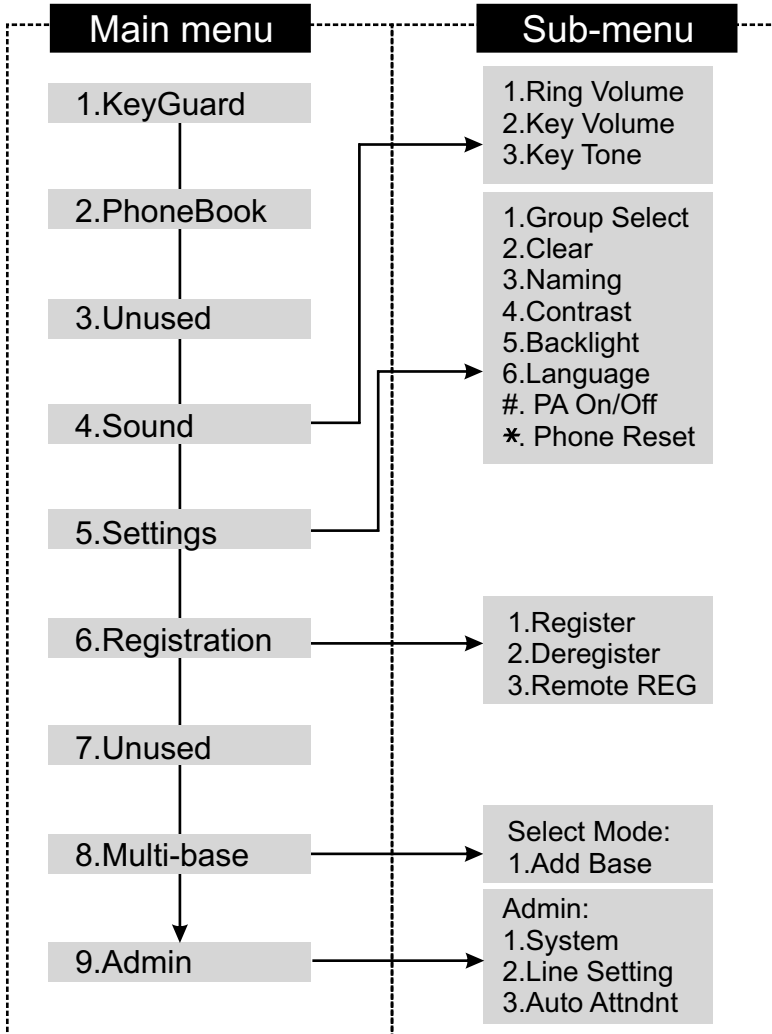 Main menu
1.KeyGuard
2.PhoneBook
3.Unused
4.Sound
5.Settings
6.Registration
7.Unused
8.Multi-base
9.Admin
Sub-menu
1.Ring Volume
2.Key Volume
3.Key Tone
1.Group Select
2.Clear
3.Naming
4.Contrast
5.Backlight
6.Language
#. PA On/Off
*. Phone Reset
1.Register
2.Deregister
3.Remote REG
Select Mode:
1.Add Base
Admin:
1.System
2.Line Setting
3.Auto Attndnt